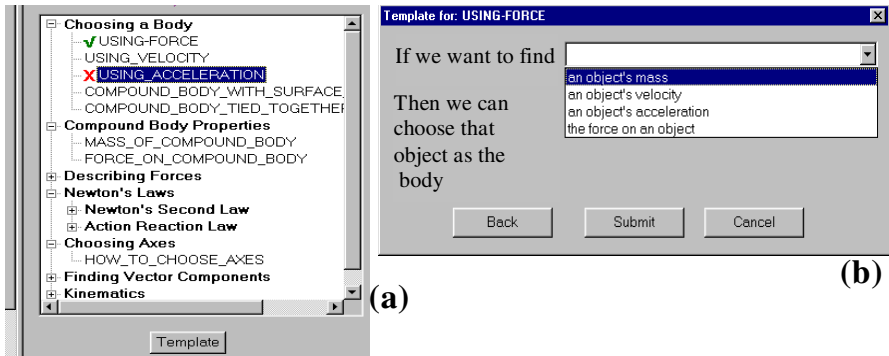 Choosing a Body
USING-FORCE
USING_VELOCITY
X USING_ACCELERATION
COMPOUND_BODY_WITH_SURFACE_
COMPOUND_BODY_TIED_TOGETHER
Compound Body Properties
MASS_OF_COMPOUND_BODY
FORCE_ON_COMPOUND_BODY
Describing Forces
Newton's Laws
Newton's Second Law
Action Reaction Law
Choosing Axes
HOW_TO_CHOOSE_AXES
Finding Vector Components
Kinematics
Template
(a)
Template for: USING-FORCE
If we want to find
an object's mass
an object's velocity
an object's acceleration
the force on an object
Then we can
choose that
object as the
body
Back Submit Cancel
(b)